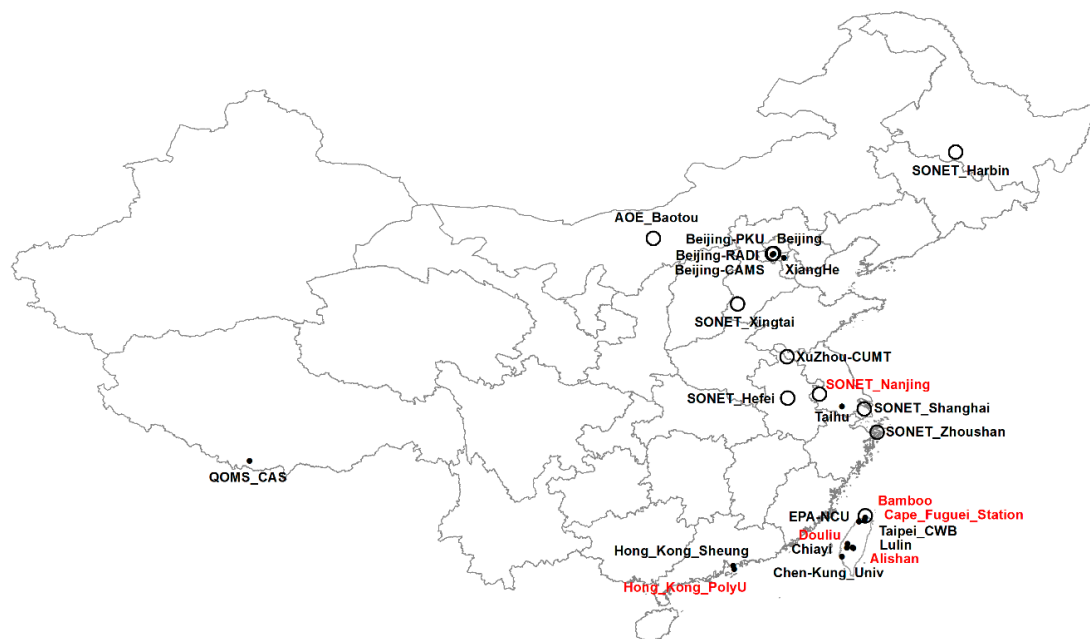 SONET_Harbin
AOE_Baotou
Beijing-PKU
Beijing
Beijing-RADI
Beijing-CAMS
XiangHe
SONET_Xingtai
XuZhou-CUMT
SONET_Nanjing
SONET_Hefei
Taihu
SONET_Shanghai
SONET_Zhoushan
QOMS_CAS
Bamboo
EPA-NCU
Cape_Fuguei_Station
Douliu
Taipei_CWB
Hong_Kong_Sheung
Chiayi
Lulin
Alishan
Chen-Kung_Univ
Hong_Kong_PolyU